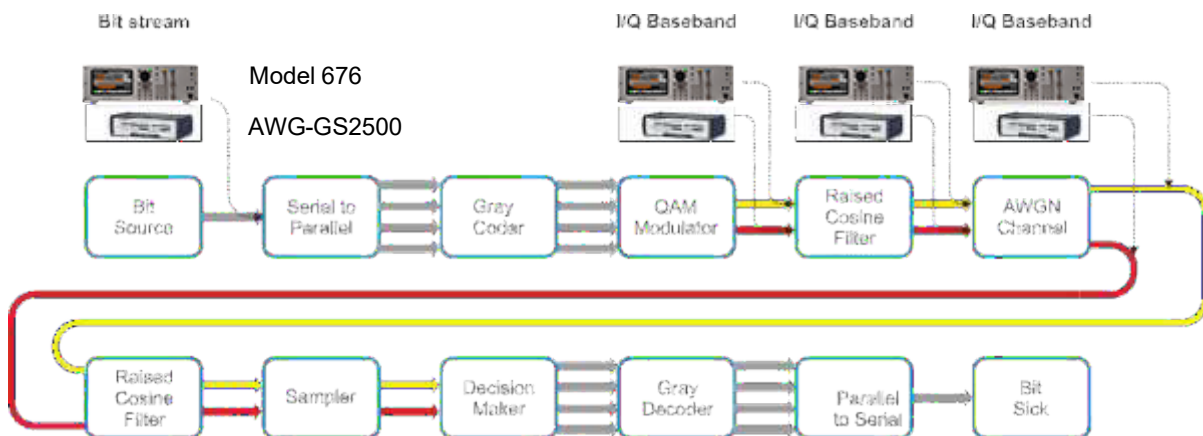 Bit stream
I/Q Baseband
I/Q Baseband
I/Q Baseband
Model 676
AWG-GS2500
Bit
Source
Serial to
Parallel
Gray
Coder
QAM
Modulator
Raised
Cosine
Filter
AWGN
Channel
Raised
Cosine
Filter
Sampler
Decision
Maker
Gray
Decoder
Parallel
to Serial
Bit
Sick